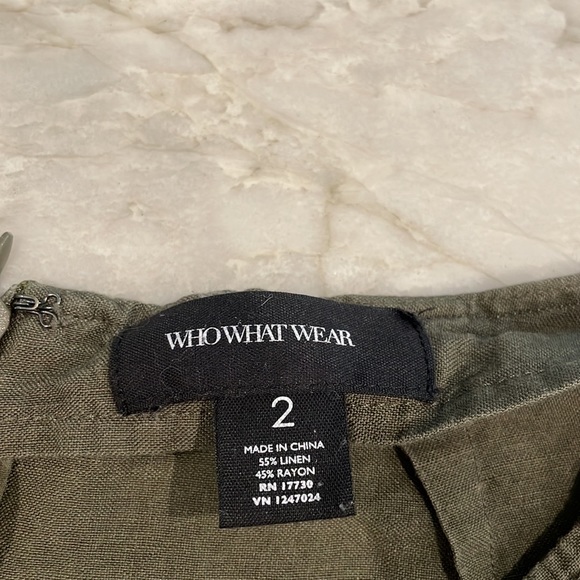 WHO WHAT WEAR
2
MADE IN CHINA
55% LINEN
45% RAYON
RN 17730
VN 1247024